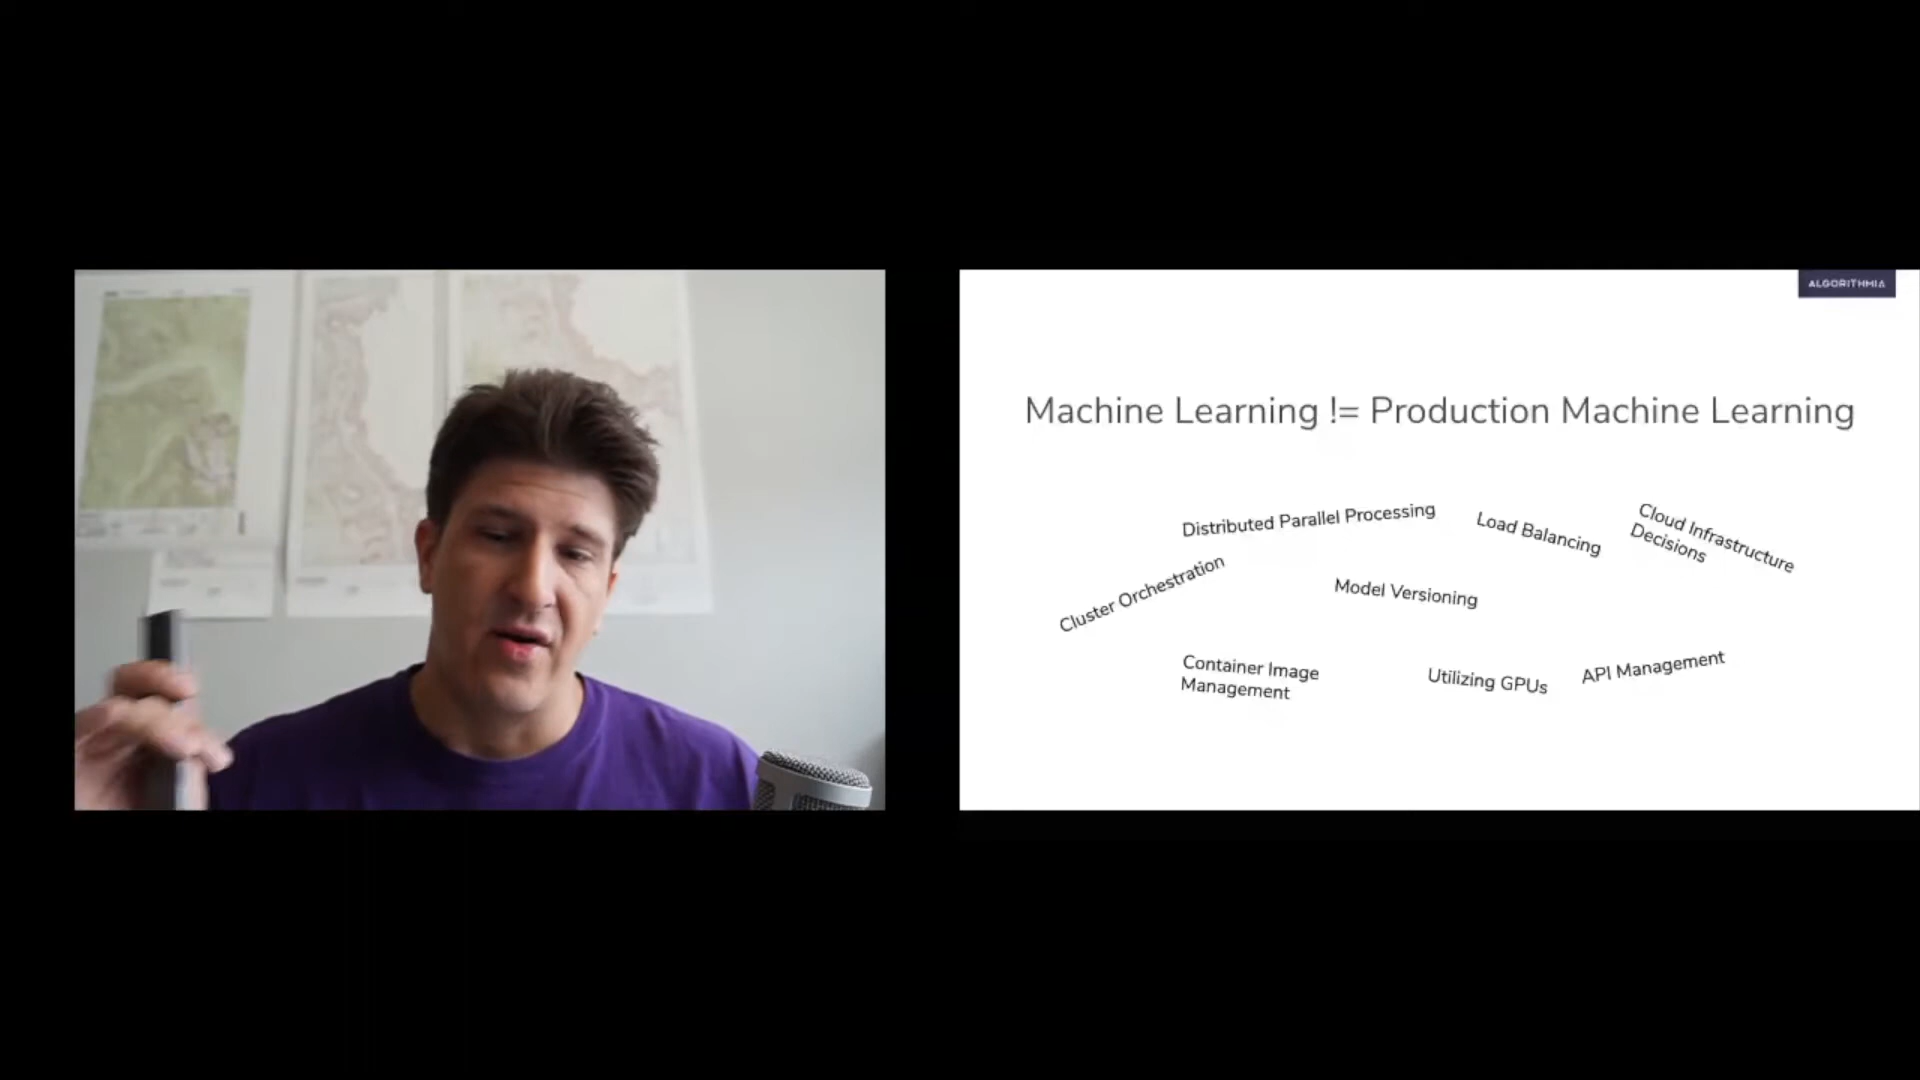 ALGORITHMIA
Machine Learning != Production Machine Learning
Distributed Parallel Processing
Load Balancing
Cloud Infrastructure
Decisions
Cluster Orchestration
Model Versioning
Container Image
Management
Utilizing GPUs
API Management